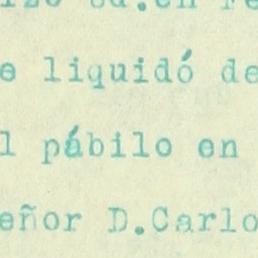 e liquidó de
l pábilo en
eñor D.Carlo